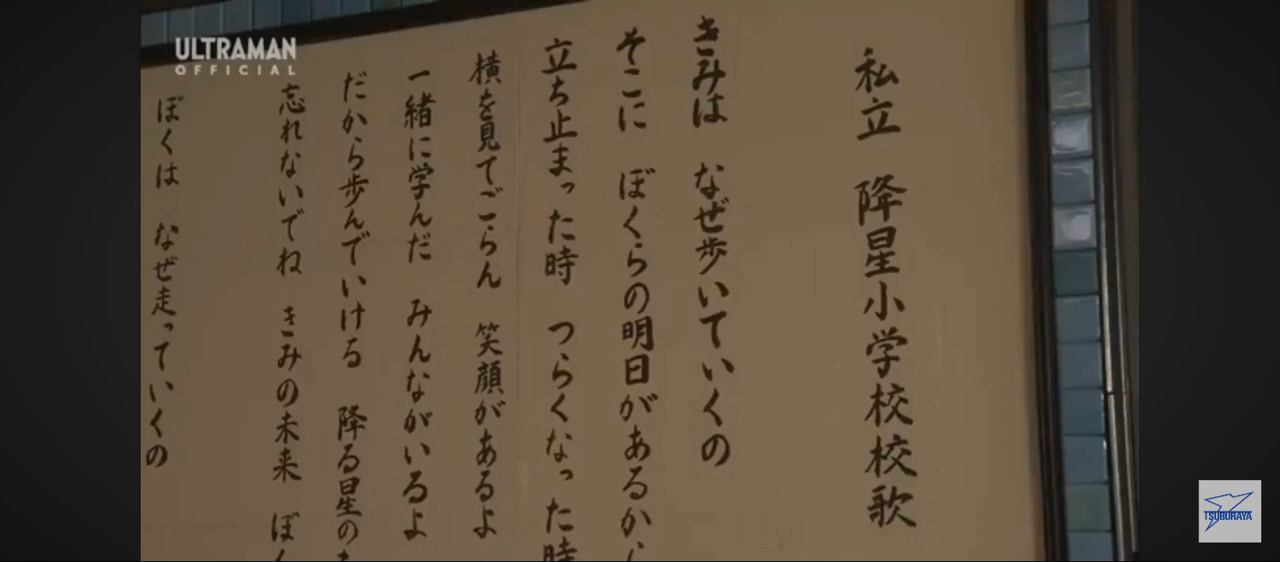 ULTRAMAN
OFFICIAL
私立 降星小学校校歌
きみは なぜ歩いていくの
そこに ぼくらの明日があるから
立ち止まった時 つらくなった時
横を見てごらん 笑顔があるよ
一緒に学んだ みんながいるよ
だから歩んでいける 降る星の
忘れないでね きみの未来 ぼ
ぼくは なぜ走っていくの
TSUBURAYA